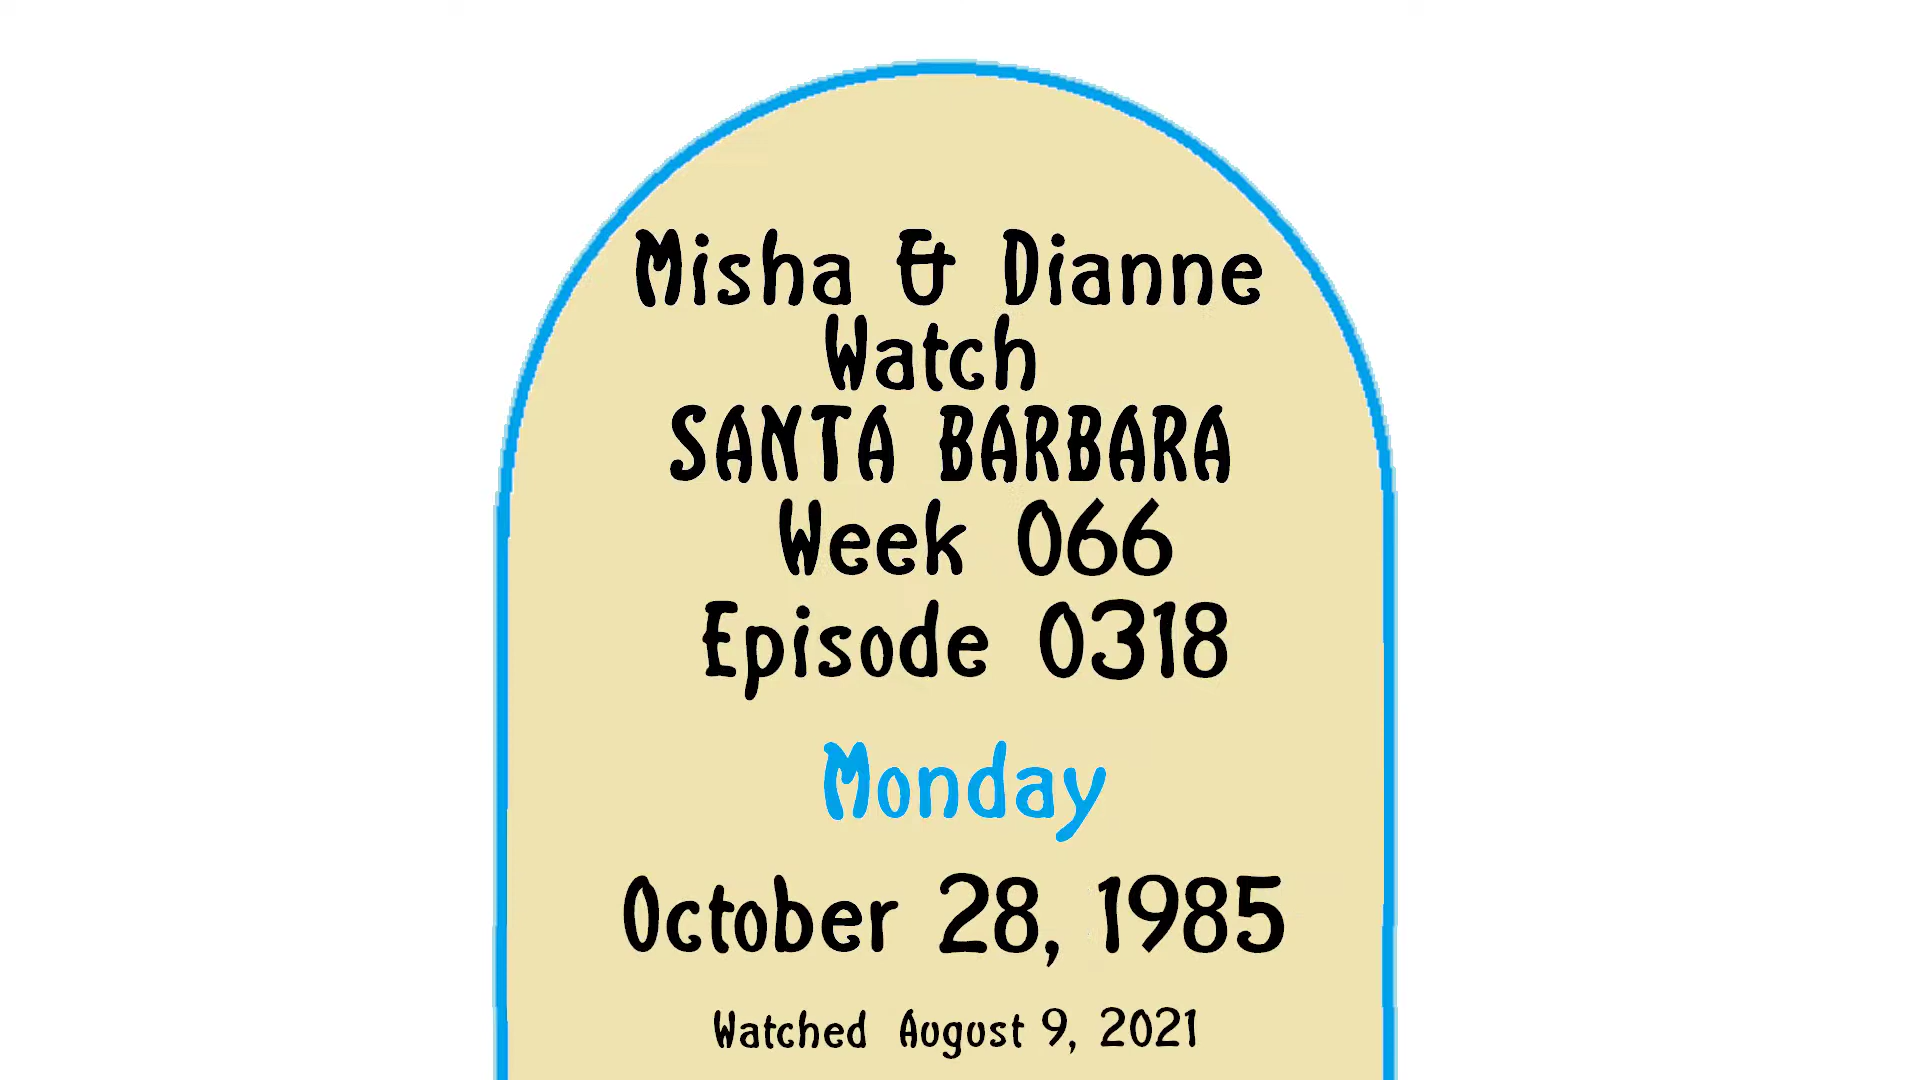 Misha & Dianne
Watch
SANTA BARBARA
Week 066
Episode 0318
Monday
October 28, 1985
Watched August 9, 2021